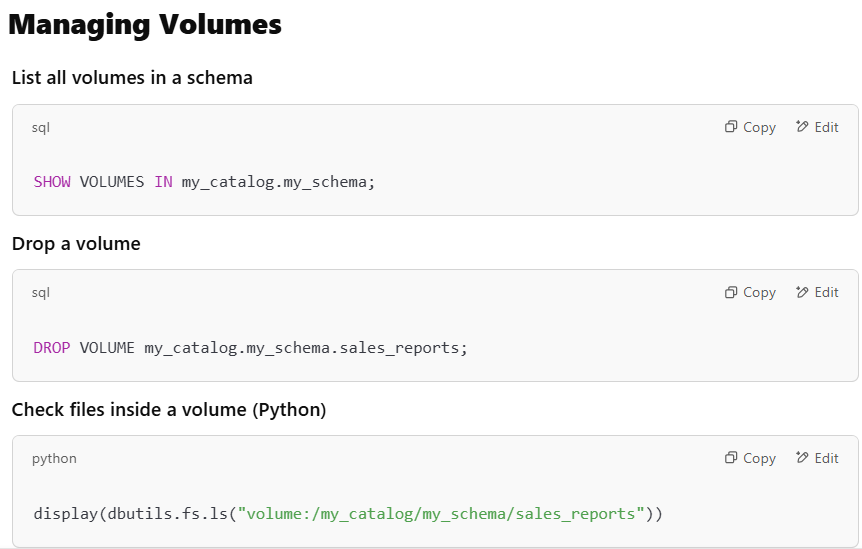 Managing Volumes
List all volumes in a schema
sql
Copy
Edit
SHOW VOLUMES IN my_catalog.my_schema;
Drop a volume
sql
Copy
Edit
DROP VOLUME my_catalog.my_schema.sales_reports;
Check files inside a volume (Python)
python
Copy
Edit
display(dbutils.fs.ls("volume:/my_catalog/my_schema/sales_reports"))